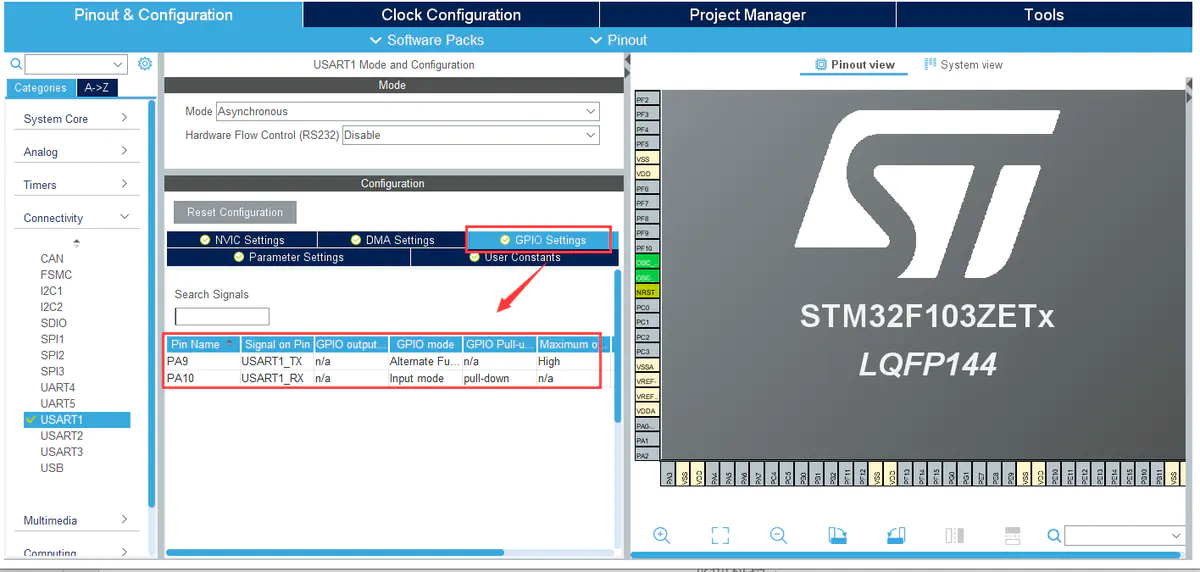 Pinout & Configuration
Clock Configuration
Project Manager
Tools
Software Packs
Pinout
USART1 Mode and Configuration
Pinout view
System view
Categories
A->Z
Mode
Mode Asynchronous
Hardware Flow Control (RS232) Disable
System Core
Analog
Timers
Connectivity
CAN
FSMC
I2C1
I2C2
SDIO
SPI1
SPI2
SPI3
UART4
UART5
USART1
USART2
USART3
USB
Multimedia
Computing
Configuration
Reset Configuration
NVIC Settings
DMA Settings
GPIO Settings
Parameter Settings
User Constants
Search Signals
Pin Name Signal on Pin GPIO output... GPIO mode GPIO Pull-u... Maximum o
PA9 USART1_TX n/a Alternate Fu... n/a High
PA10 USART1_RX n/a Input mode pull-down n/a
PF2
PF3
PF4
PF5
VSS
VDD
PF6
PF7
PF8
PF9
PF10
OSC_
OSC_
NRST
PC0
PC1
PC2
PC3
VSSA
VREF-
VREF_
VDDA
PA0-
PA1
PA2
ST
STM32F103ZETx
LQFP144
PA3 VSS VDD PA4 PA5 PA6 PA7 PC4 PC5 PB0 PB1 PB2 PF11 PF12 VSS VDD PF13 PF14 PF15 PG0 PG1 PE7 PE8 PE9 VSS VDD PE10 PE11 PE12 PE13 PE14 PE15 PB10 PB11 VSS